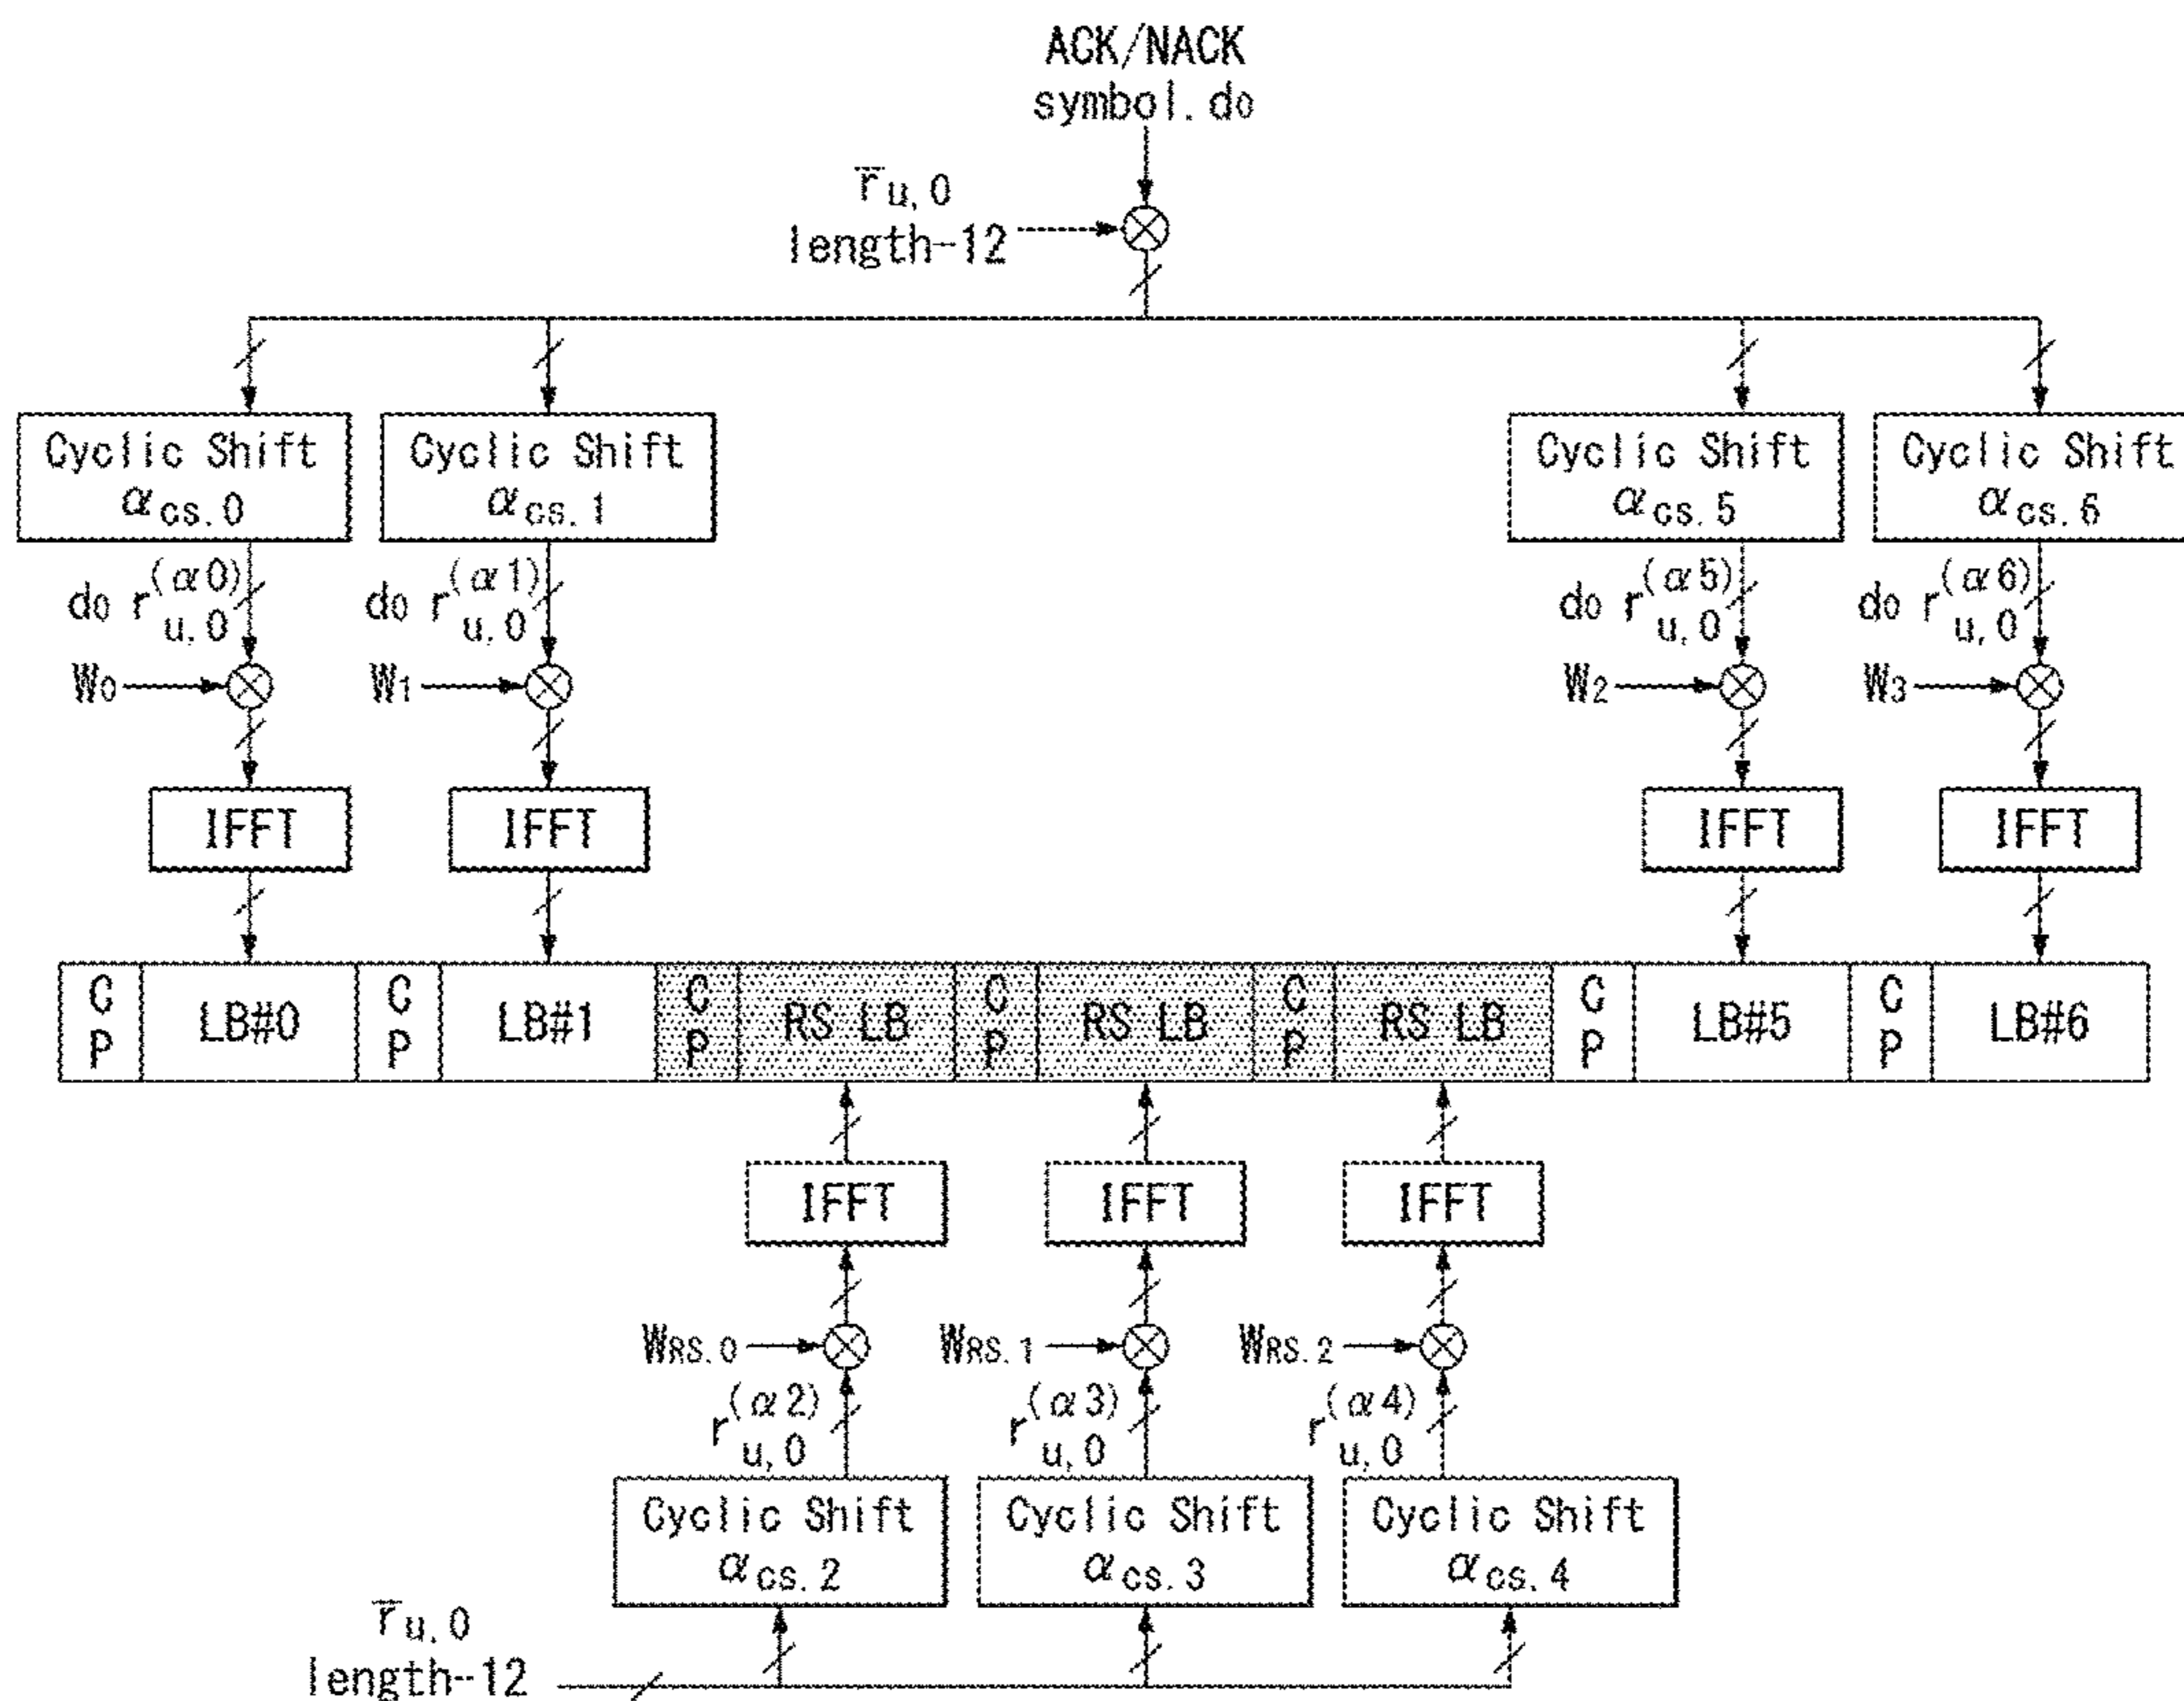 ACK/NACK
symbol. d0
r̅u, 0
length-12
Cyclic Shift
αcs. 0
Cyclic Shift
αcs. 1
Cyclic Shift
αcs. 5
Cyclic Shift
αcs. 6
d0 r(α0)u, 0
d0 r(α1)u, 0
d0 r(α5)u, 0
d0 r(α6)u, 0
W0
W1
W2
W3
IFFT
IFFT
IFFT
IFFT
CP
LB#0
CP
LB#1
CP
RS LB
CP
RS LB
CP
RS LB
CP
LB#5
CP
LB#6
IFFT
IFFT
IFFT
WRS. 0
WRS. 1
WRS. 2
r(α2)u, 0
r(α3)u, 0
r(α4)u, 0
Cyclic Shift
αcs. 2
Cyclic Shift
αcs. 3
Cyclic Shift
αcs. 4
r̅u, 0
length-12